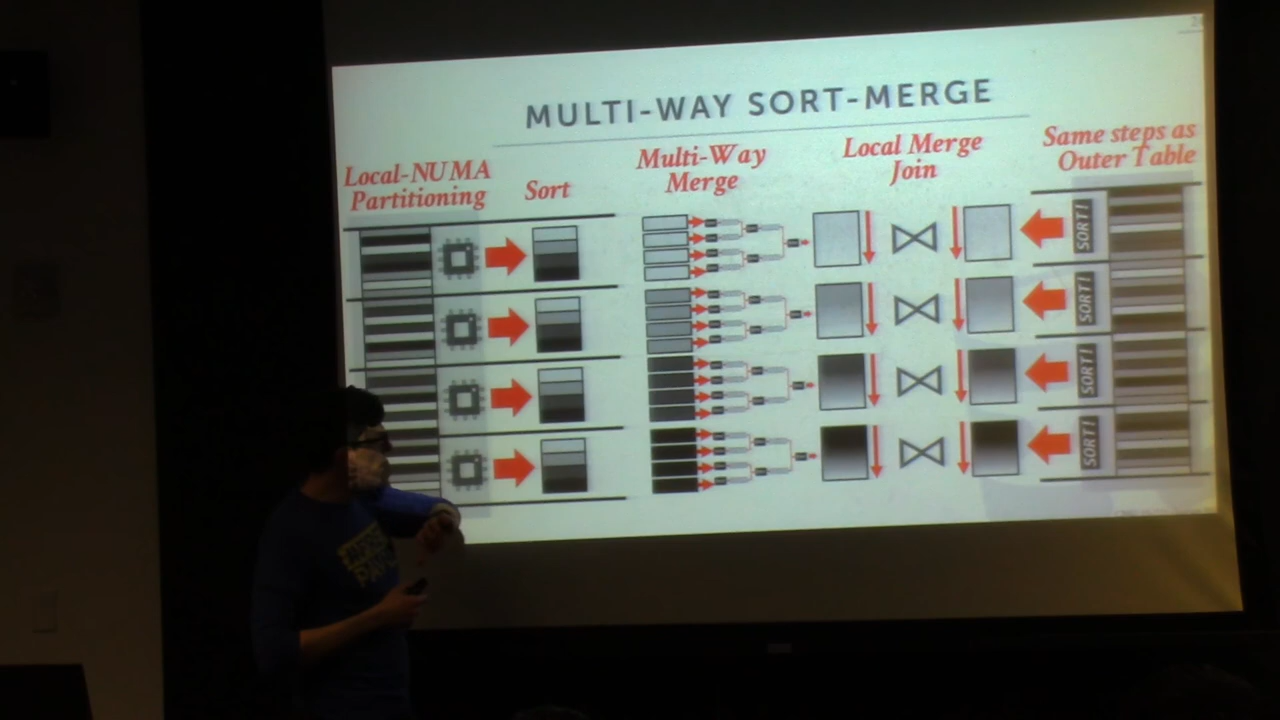 MULTI-WAY SORT-MERGE
Local-NUMA
Partitioning
Sort
Multi-Way
Merge
Local Merge
Join
Same steps as
Outer Table
SORT!
SORT!
SORT!
SORT!